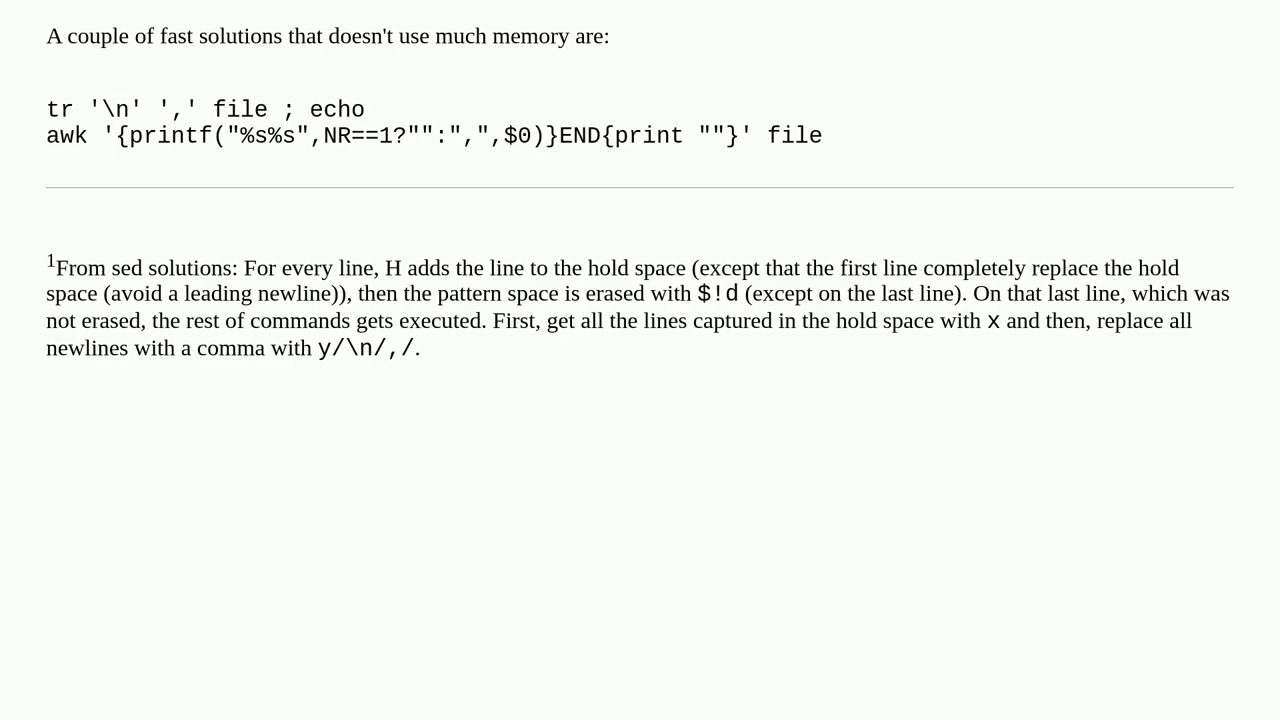 A couple of fast solutions that doesn't use much memory are:
tr '\n' ',' file ; echo
awk '{printf("%s%s",NR==1?"":",",$0)}END{print ""}' file
1From sed solutions: For every line, H adds the line to the hold space (except that the first line completely replace the hold
space (avoid a leading newline)), then the pattern space is erased with $!d (except on the last line). On that last line, which was
not erased, the rest of commands gets executed. First, get all the lines captured in the hold space with x and then, replace all
newlines with a comma with y/\n/,/.